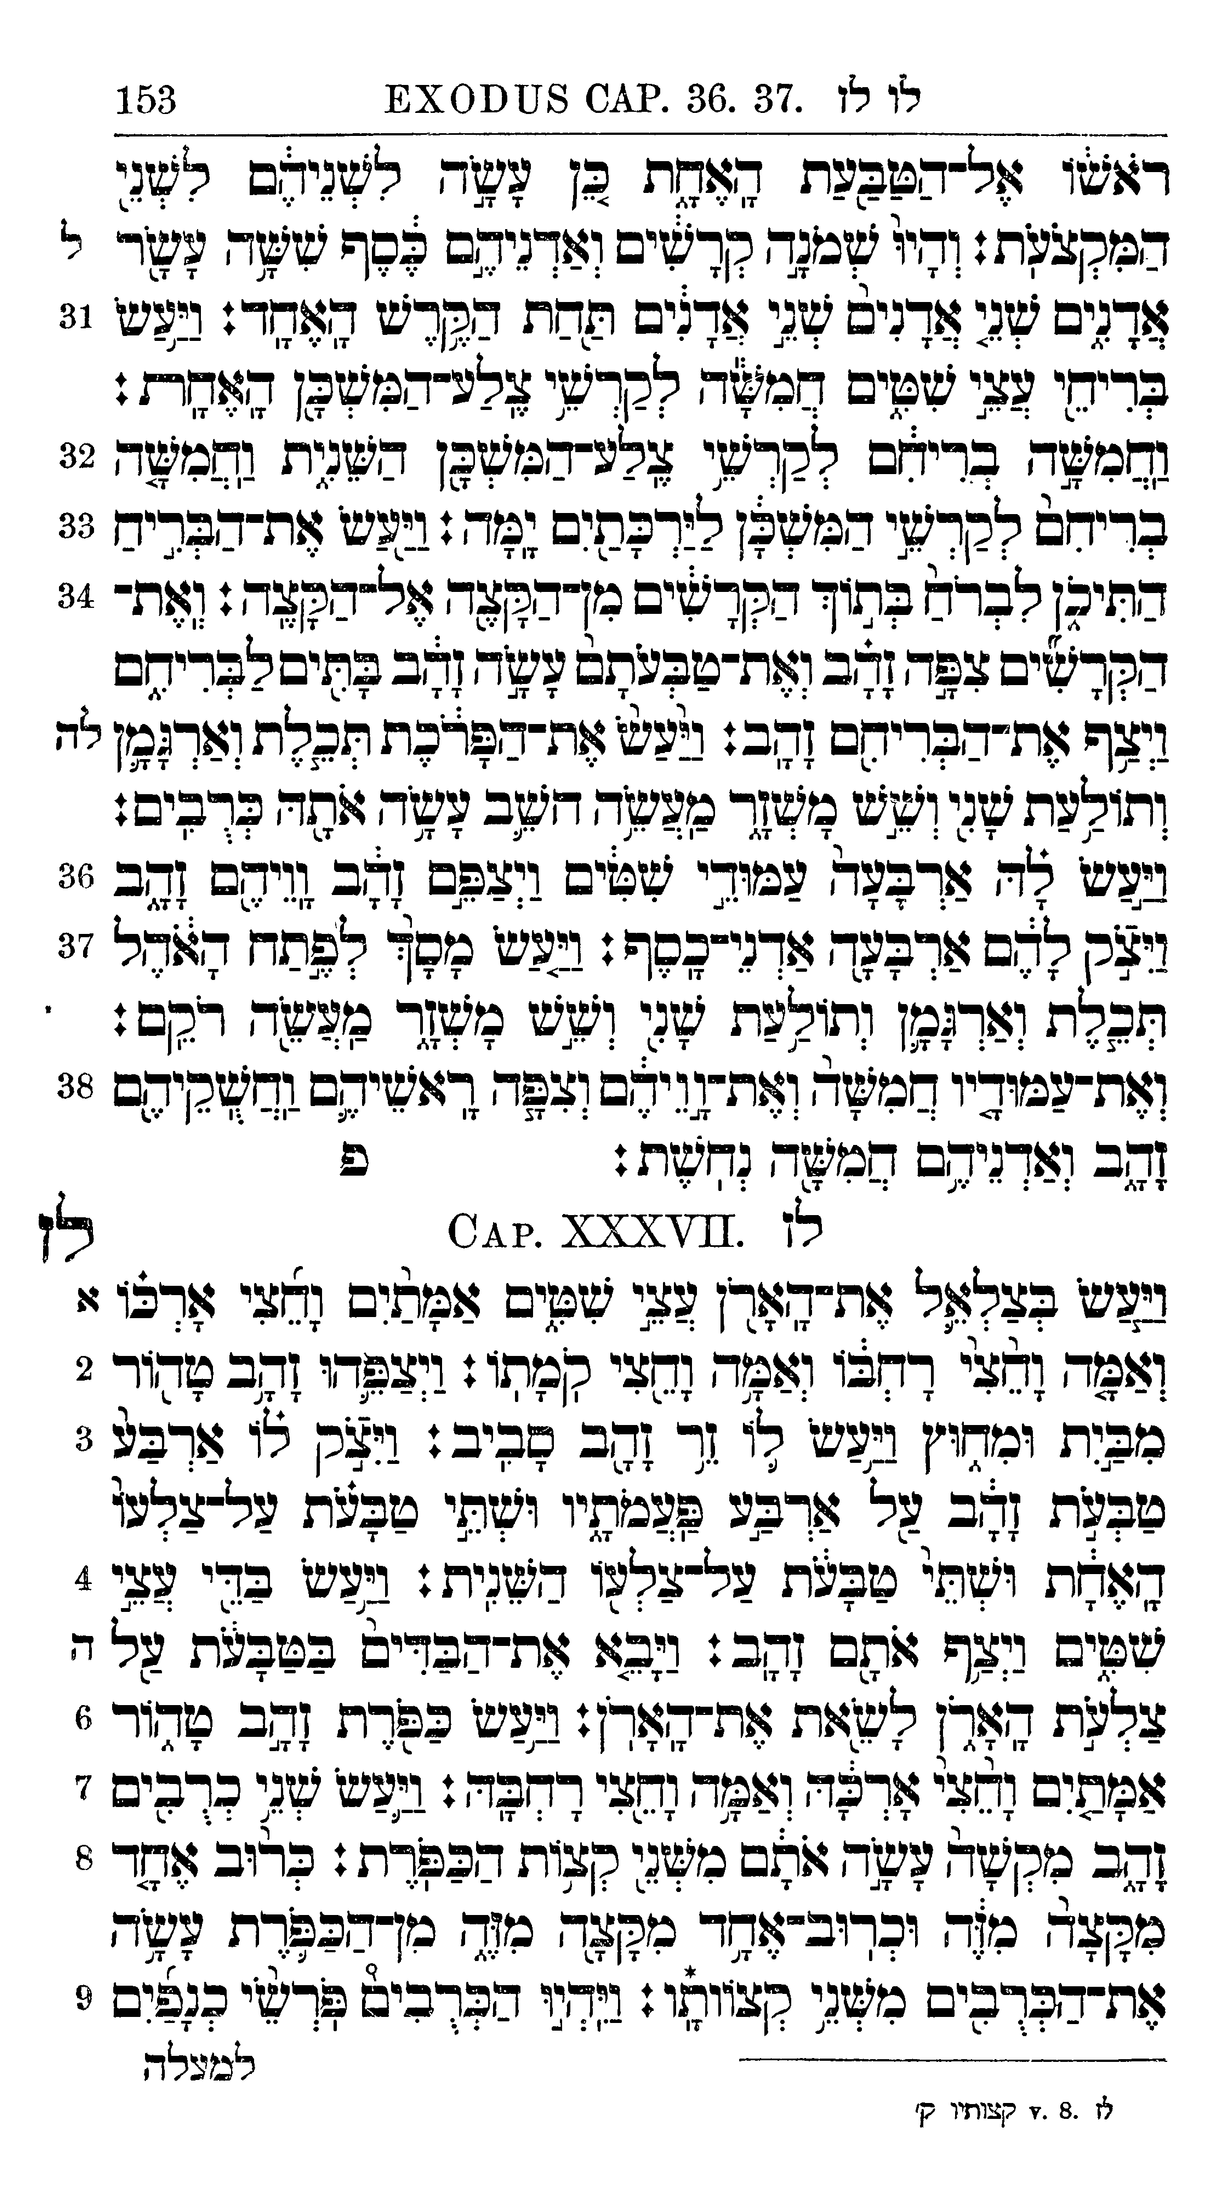 153 EXODUS CAP. 36. 37. לו לז
רֹאשׁ֔וֹ אֶל־הַטַּבַּ֖עַת הָאֶחָ֑ת כֵּ֚ן עָשָׂ֣ה לִשְׁנֵיהֶ֔ם לִשְׁנֵ֖י
הַמִּקְצֹעֹֽת׃ וְהָיוּ֙ שְׁמֹנָ֣ה קְרָשִׁ֔ים וְאַדְנֵיהֶ֣ם כֶּ֔סֶף שִׁשָּׁ֥ה עָשָׂ֖ר ל
אֲדָנִ֑ים שְׁנֵ֤י אֲדָנִים֙ שְׁנֵ֣י אֲדָנִ֔ים תַּ֖חַת הַקֶּ֥רֶשׁ הָאֶחָֽד׃ וַיַּ֥עַשׂ 31
בְּרִיחֵ֖י עֲצֵ֣י שִׁטִּ֑ים חֲמִשָּׁ֕ה לְקַרְשֵׁ֥י צֶֽלַע־הַמִּשְׁכָּ֖ן הָאֶחָֽת׃
וַחֲמִשָּׁ֣ה בְרִיחִ֔ם לְקַרְשֵׁ֥י צֶֽלַע־הַמִּשְׁכָּ֖ן הַשֵּׁנִ֑ית וַחֲמִשָּׁ֤ה 32
בְרִיחִם֙ לְקַרְשֵׁ֣י הַמִּשְׁכָּ֔ן לַיַּרְכָּתַ֖יִם יָֽמָּה׃ וַיַּ֖עַשׂ אֶת־הַבְּרִ֣יחַ 33
הַתִּיכֹ֑ן לִבְרֹ֙חַ֙ בְּת֣וֹךְ הַקְּרָשִׁ֔ים מִן־הַקָּצֶ֖ה אֶל־הַקָּצֶֽה׃ וְֽאֶת־ 34
הַקְּרָשִׁ֞ים צִפָּ֣ה זָהָ֗ב וְאֶת־טַבְּעֹתָם֙ עָשָׂ֣ה זָהָ֔ב בָּתִּ֖ים לַבְּרִיחִ֑ם
וַיְצַ֥ף אֶת־הַבְּרִיחִ֖ם זָהָֽב׃ וַיַּ֙עַשׂ֙ אֶת־הַפָּרֹ֔כֶת תְּכֵ֧לֶת וְאַרְגָּמָ֛ן לה
וְתוֹלַ֥עַת שָׁנִ֖י וְשֵׁ֣שׁ מָשְׁזָ֑ר מַעֲשֵׂ֥ה חשֵׁ֛ב עָשָׂ֥ה אֹתָ֖הּ כְּרֻבִֽים׃
וַיַּ֣עַשׂ לָ֗הּ אַרְבָּעָה֙ עַמּוּדֵ֣י שִׁטִּ֔ים וַיְצַפֵּ֣ם זָהָ֔ב וָֽוֵיהֶ֖ם זָהָ֑ב 36
וַיִּצֹ֣ק לָהֶ֔ם אַרְבָּעָ֖ה אַדְנֵי־כָֽסֶף׃ וַיַּ֤עַשׂ מָסָךְ֙ לְפֶ֣תַח הָאֹ֔הֶל 37
תְּכֵ֧לֶת וְאַרְגָּמָ֛ן וְתוֹלַ֥עַת שָׁנִ֖י וְשֵׁ֣שׁ מָשְׁזָ֑ר מַעֲשֵׂ֖ה רֹקֵֽם׃
וְאֶת־עַמּוּדָ֤יו חֲמִשָּׁה֙ וְאֶת־וָ֣וֵיהֶ֔ם וְצִפָּ֧ה רָאשֵׁיהֶ֛ם וַחֲשֻׁקֵיהֶ֖ם 38
זָהָ֑ב וְאַדְנֵיהֶ֥ם חֲמִשָּׁ֖ה נְחֽשֶׁת׃ פ
CAP. XXXVII. לז לז
וַיַּ֧עַשׂ בְּצַלְאֵ֛ל אֶת־הָאָרֹ֖ן עֲצֵ֣י שִׁטִּ֑ים אַמָּתַ֨יִם וָחֵ֜צִי אָרְכּ֗וֹ א
וְאַמָּ֤ה וָחֵ֙צִי֙ רָחְבּ֔וֹ וְאַמָּ֥ה וָחֵ֖צִי קֹמָתֽוֹ׃ וַיְצַפֵּ֛הוּ זָהָ֥ב טָה֖וֹר 2
מִבַּ֣יִת וּמִח֑וּץ וַיַּ֥עַשׂ ל֛וֹ זֵ֥ר זָהָ֖ב סָבִֽיב׃ וַיִּצֹ֣ק ל֗וֹ אַרְבַּע֙ 3
טַבְּעֹ֣ת זָהָ֔ב עַ֖ל אַרְבַּ֣ע פַּעֲמֹתָ֑יו וּשְׁתֵּ֣י טַבָּעֹ֗ת עַל־צַלְעוֹ֙
הָֽאֶחָ֔ת וּשְׁתֵּי֙ טַבָּעֹ֔ת עַל־צַלְע֖וֹ הַשֵּׁנִֽית׃ וַיַּ֥עַשׂ בַּדֵּ֖י עֲצֵ֣י 4
שִׁטִּ֑ים וַיְצַ֥ף אֹתָ֖ם זָהָֽב׃ וַיָּבֵ֤א אֶת־הַבַּדִּים֙ בַּטַּבָּעֹ֔ת עַ֖ל ה
צַלְעֹ֣ת הָאָרֹ֑ן לָשֵׂ֖את אֶת־הָאָרֹֽן׃ וַיַּ֥עַשׂ כַּפֹּ֖רֶת זָהָ֣ב טָה֑וֹר 6
אַמָּתַ֤יִם וָחֵ֙צִי֙ אָרְכָּ֔הּ וְאַמָּ֥ה וָחֵ֖צִי רָחְבָּֽהּ׃ וַיַּ֛עַשׂ שְׁנֵ֥י כְרֻבִ֖ים 7
זָהָ֑ב מִקְשָׁה֙ עָשָׂ֣ה אֹתָ֔ם מִשְּׁנֵ֖י קְצ֥וֹת הַכַּפֹּֽרֶת׃ כְּר֨וּב אֶחָ֤ד 8
מִקָּצָה֙ מִזֶּ֔ה וּכְרֽוּב־אֶחָ֥ד מִקָּצָ֖ה מִזֶּ֑ה מִן־הַכַּפֹּ֛רֶת עָשָׂ֥ה
אֶת־הַכְּרֻבִ֖ים מִשְּׁנֵ֥י קְצוֹותָֽ֯ו׃ וַיִּהְי֣וּ הַכְּרֻבִים֩ פֹּרְשֵׂ֨י כְנָפַ֜יִם 9
למעלה
לז v. 8. קצותיו ק׳